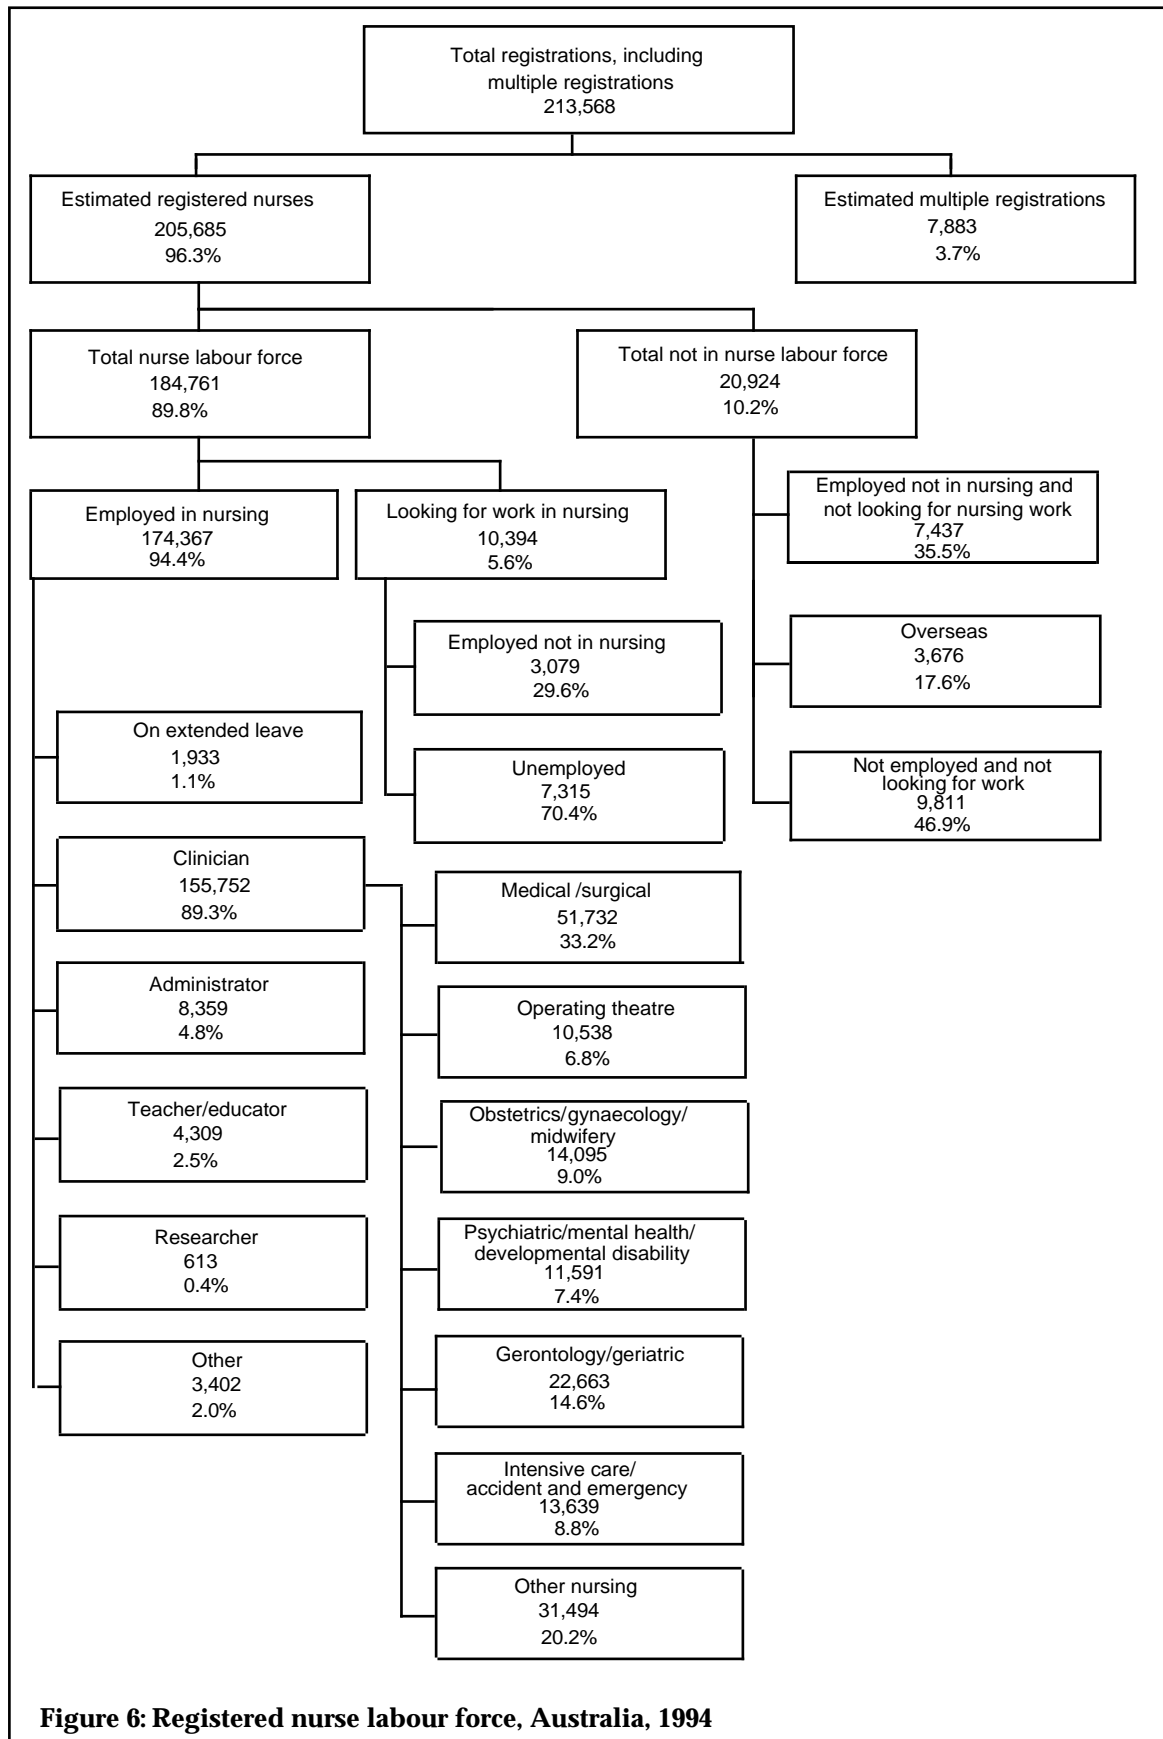 Total registrations, including
multiple registrations
213,568
Estimated registered nurses
205,685
96.3%
Estimated multiple registrations
7,883
3.7%
Total nurse labour force
184,761
89.8%
Total not in nurse labour force
20,924
10.2%
Employed in nursing
174,367
94.4%
Looking for work in nursing
10,394
5.6%
Employed not in nursing and
not looking for nursing work
7,437
35.5%
Employed not in nursing
3,079
29.6%
Overseas
3,676
17.6%
On extended leave
1,933
1.1%
Unemployed
7,315
70.4%
Not employed and not
looking for work
9,811
46.9%
Clinician
155,752
89.3%
Medical /surgical
51,732
33.2%
Administrator
8,359
4.8%
Operating theatre
10,538
6.8%
Teacher/educator
4,309
2.5%
Obstetrics/gynaecology/
midwifery
14,095
9.0%
Researcher
613
0.4%
Psychiatric/mental health/
developmental disability
11,591
7.4%
Other
3,402
2.0%
Gerontology/geriatric
22,663
14.6%
Intensive care/
accident and emergency
13,639
8.8%
Other nursing
31,494
20.2%
Figure 6: Registered nurse labour force, Australia, 1994